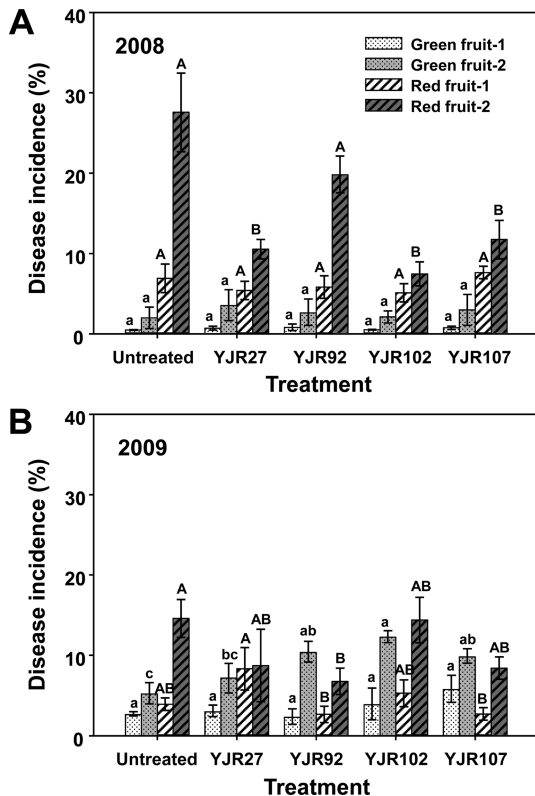 A
2008
40
30
20
10
0
Disease incidence (%)
Green fruit-1
Green fruit-2
Red fruit-1
Red fruit-2
a a A A
a a A B
a a A A
a a A B
a a A B
Untreated YJR27 YJR92 YJR102 YJR107
Treatment
B
2009
40
30
20
10
0
Disease incidence (%)
a c AB A
a bc A AB
a ab B B
a a AB AB
a ab B AB
Untreated YJR27 YJR92 YJR102 YJR107
Treatment